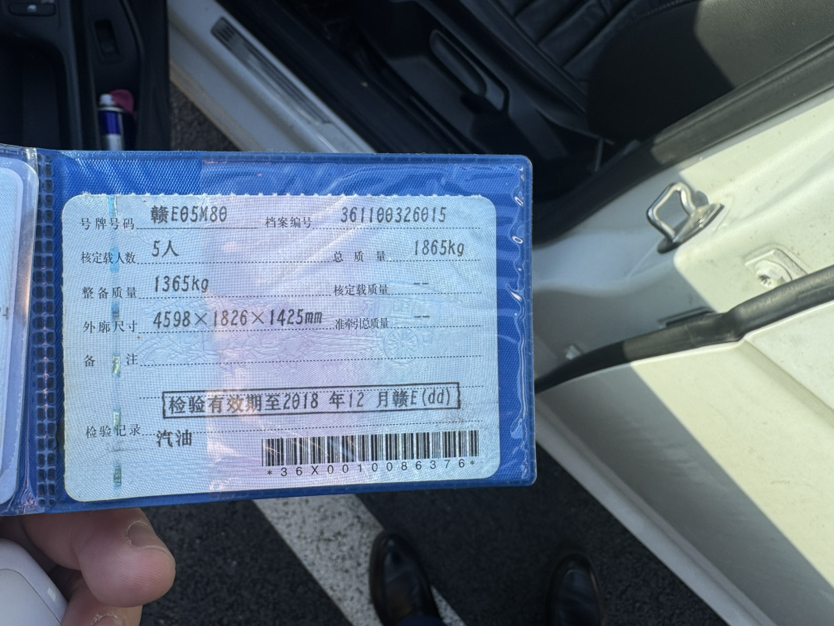 号牌号码 赣E05M80 档案编号 361100326015
核定载人数 5人 总质量 1865kg
整备质量 1365kg 核定载质量 --
外廓尺寸 4598×1826×1425mm 准牵引总质量 --
备注
检验有效期至2018 年12 月赣E(dd)
检验记录 汽油
*36X0010086376*